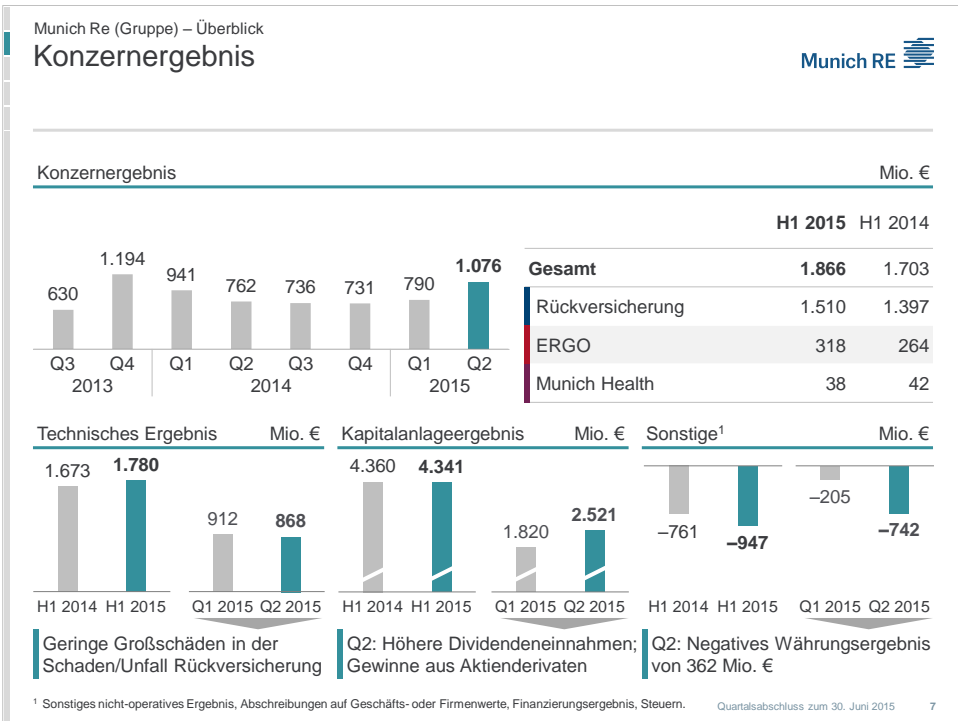 Munich Re (Gruppe) – Überblick
Konzernergebnis
Munich RE
Konzernergebnis Mio. €
630 1.194 941 762 736 731 790 1.076
Q3 Q4 Q1 Q2 Q3 Q4 Q1 Q2
2013 2014 2015
H1 2015 H1 2014
Gesamt 1.866 1.703
Rückversicherung 1.510 1.397
ERGO 318 264
Munich Health 38 42
Technisches Ergebnis Mio. €
1.673 1.780
912 868
H1 2014 H1 2015 Q1 2015 Q2 2015
Geringe Großschäden in der
Schaden/Unfall Rückversicherung
Kapitalanlageergebnis Mio. €
4.360 4.341
1.820 2.521
H1 2014 H1 2015 Q1 2015 Q2 2015
Q2: Höhere Dividendeneinnahmen;
Gewinne aus Aktienderivaten
Sonstige¹ Mio. €
–761 –947
–205 –742
H1 2014 H1 2015 Q1 2015 Q2 2015
Q2: Negatives Währungsergebnis
von 362 Mio. €
¹ Sonstiges nicht-operatives Ergebnis, Abschreibungen auf Geschäfts- oder Firmenwerte, Finanzierungsergebnis, Steuern.
Quartalsabschluss zum 30. Juni 2015 7